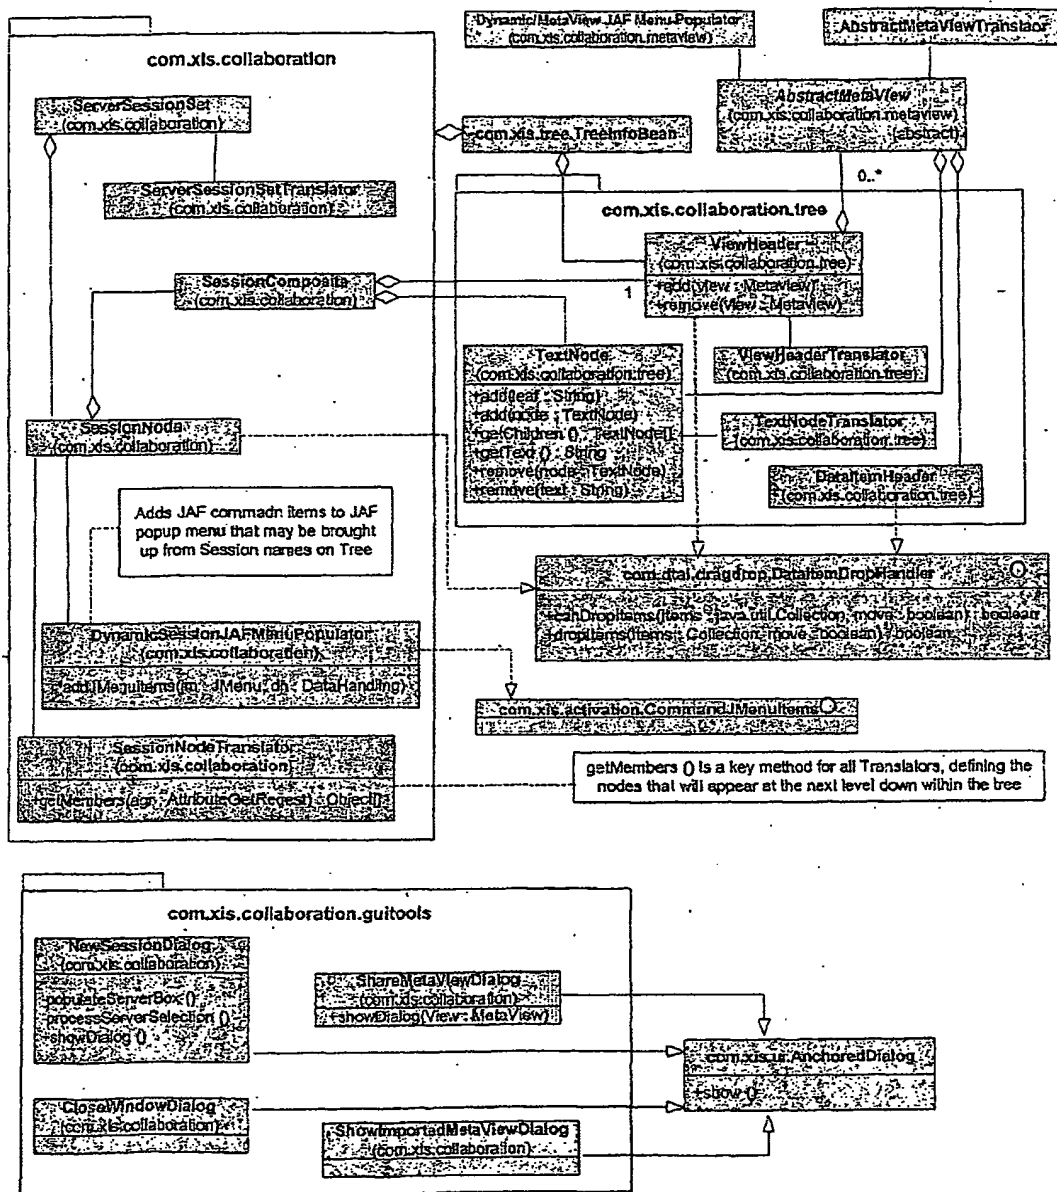 Dynamic/MetaView JAF Menu Populator
(com.xis.collaboration.metaview)
AbstractMetaViewTranslaor
com.xis.collaboration
ServerSessionSet
(com.xis.collaboration)
AbstractMetaView
(com.xis.collaboration.metaview)
(abstract)
com.xis.tree.TreeInfoBean
ServerSessionSetTranslator
(com.xis.collaboration)
0..*
com.xis.collaboration.tree
ViewHeader
(com.xis.collaboration.tree)
+add(view : Metaview)
+remove(view : Metaview)
SessionComposite
(com.xis.collaboration)
1
TextNode
(com.xis.collaboration.tree)
+add(leaf : String)
+add(node : TextNode)
+getChildren () : TextNode[]
+getText () : String
+remove(node : TextNode)
+remove(text : String)
ViewHeaderTranslator
(com.xis.collaboration.tree)
TextNodeTranslator
(com.xis.collaboration.tree)
SessionNode
(com.xis.collaboration)
DataItemHeader
(com.xis.collaboration.tree)
Adds JAF commadn items to JAF
popup menu that may be brought
up from Session names on Tree
com.dtai.dragdrop.DataItemDropHandler
+canDropItems(items : java.util.Collection, move : boolean) : boolean
+dropItems(items : Collection, move : boolean) : boolean
DynamicSessionJAFMenuPopulator
(com.xis.collaboration)
+addJMenuItems(jm : JMenu, dh : DataHandling)
com.xis.activation.CommandJMenuItems
SessionNodeTranslator
(com.xis.collaboration)
+getMembers(agr : AttributeGetReqest) : Object[]
getMembers () is a key method for all Translators, defining the
nodes that will appear at the next level down within the tree
com.xis.collaboration.guitools
NewSessionDialog
(com.xis.collaboration)
populateServerBox ()
processServerSelection ()
+showDialog ()
ShareMetaViewDialog
(com.xis.collaboration)
+showDialog(View : MetaView)
com.xis.ui.AnchoredDialog
+show ()
CloseWindowDialog
(com.xis.collaboration)
ShowImportedMetaViewDialog
(com.xis.collaboration)